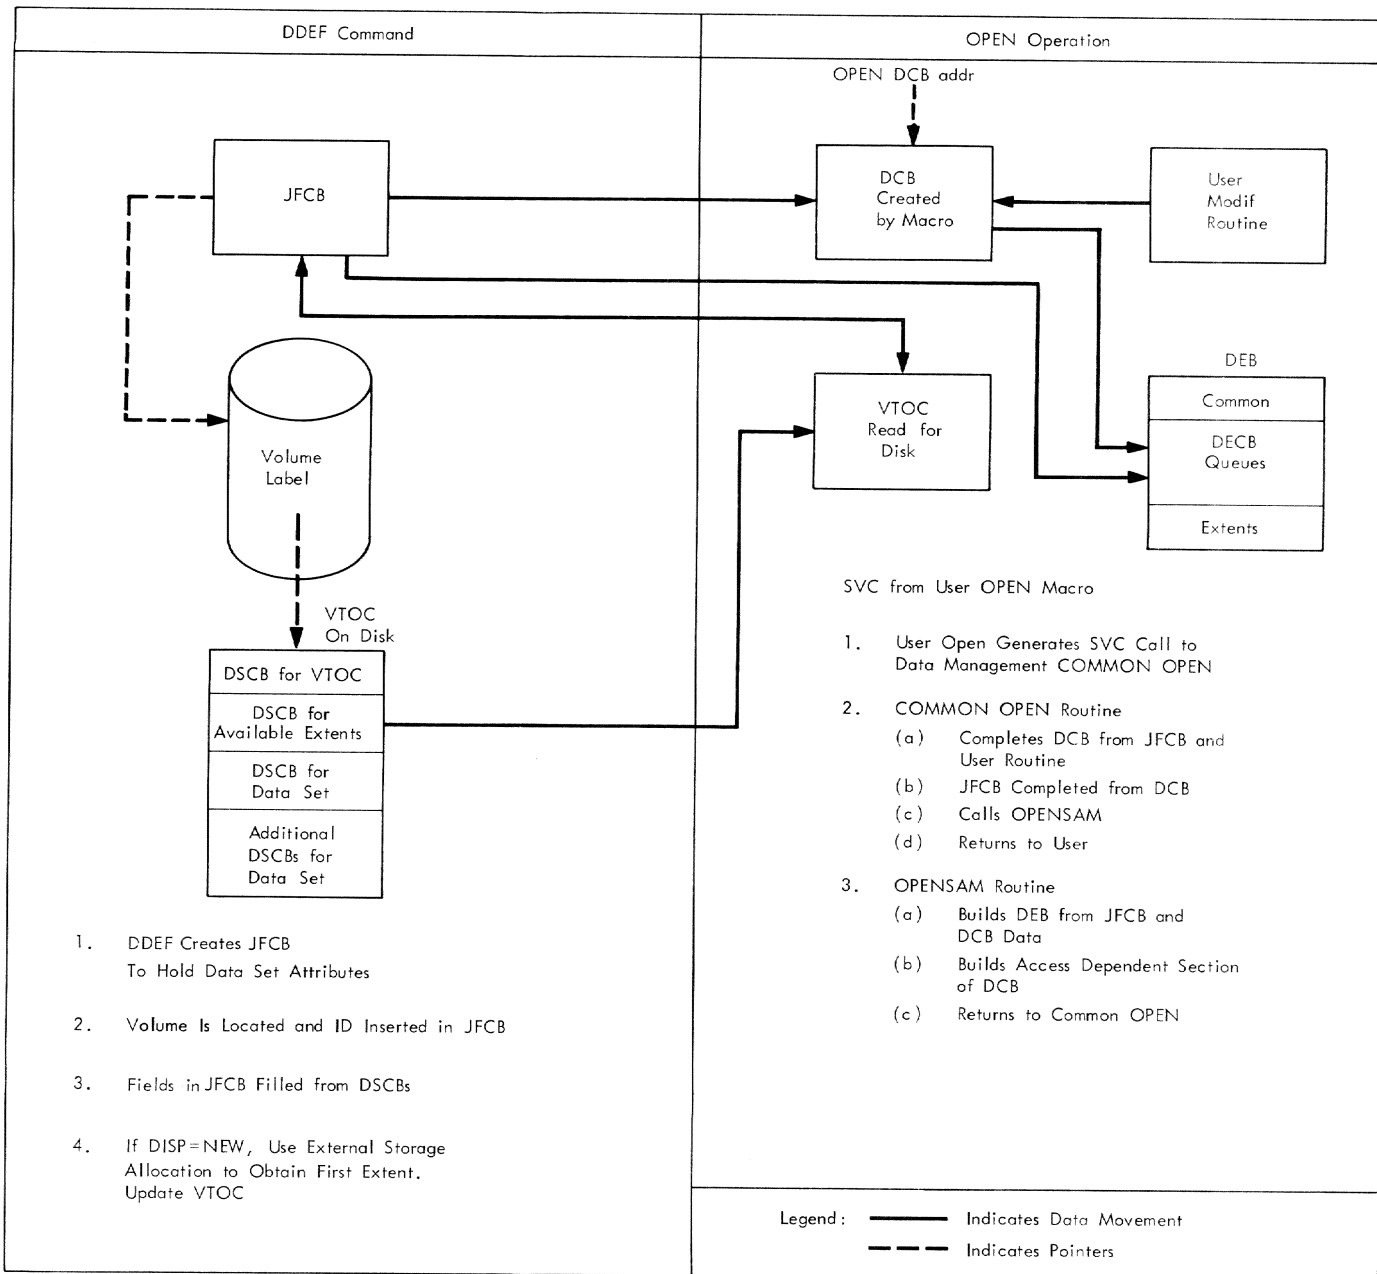 DDEF Command
OPEN Operation
OPEN DCB addr
JFCB
DCB
Created
by Macro
User
Modif
Routine
Volume
Label
VTOC
Read for
Disk
DEB
Common
DECB
Queues
Extents
VTOC
On Disk
DSCB for VTOC
DSCB for
Available Extents
DSCB for
Data Set
Additional
DSCBs for
Data Set
1. DDEF Creates JFCB
To Hold Data Set Attributes
2. Volume Is Located and ID Inserted in JFCB
3. Fields in JFCB Filled from DSCBs
4. If DISP=NEW, Use External Storage
Allocation to Obtain First Extent.
Update VTOC
SVC from User OPEN Macro
1. User Open Generates SVC Call to
Data Management COMMON OPEN
2. COMMON OPEN Routine
(a) Completes DCB from JFCB and
User Routine
(b) JFCB Completed from DCB
(c) Calls OPENSAM
(d) Returns to User
3. OPENSAM Routine
(a) Builds DEB from JFCB and
DCB Data
(b) Builds Access Dependent Section
of DCB
(c) Returns to Common OPEN
Legend: Indicates Data Movement
Indicates Pointers